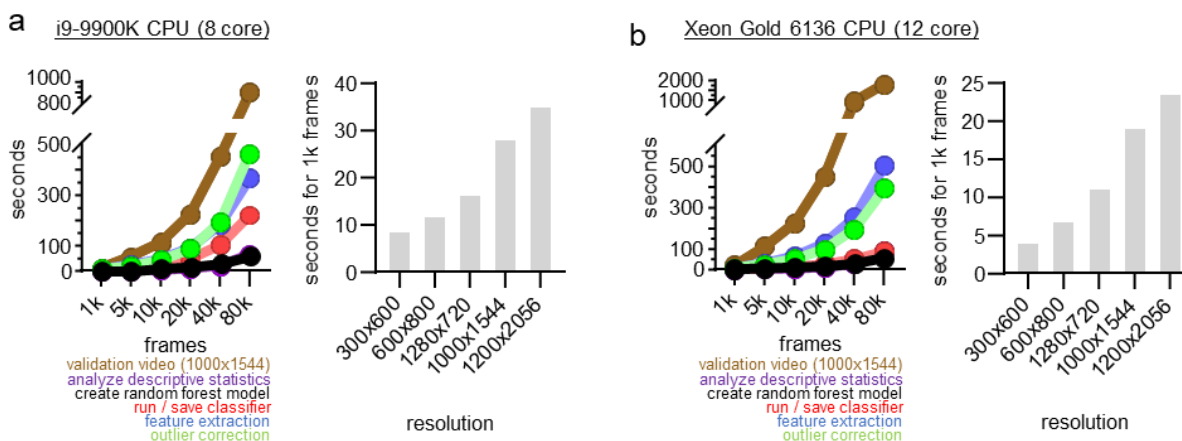 a
i9-9900K CPU (8 core)
seconds
1000
800
500
300
100
0
1k
5k
10k
20k
40k
80k
frames
validation video (1000x1544)
analyze descriptive statistics
create random forest model
run / save classifier
feature extraction
outlier correction
seconds for 1k frames
40
30
20
10
0
300x600
600x800
1280x720
1000x1544
1200x2056
resolution
b
Xeon Gold 6136 CPU (12 core)
seconds
2000
1000
500
300
100
0
1k
5k
10k
20k
40k
80k
frames
validation video (1000x1544)
analyze descriptive statistics
create random forest model
run / save classifier
feature extraction
outlier correction
seconds for 1k frames
25
20
15
10
5
0
300x600
600x800
1280x720
1000x1544
1200x2056
resolution